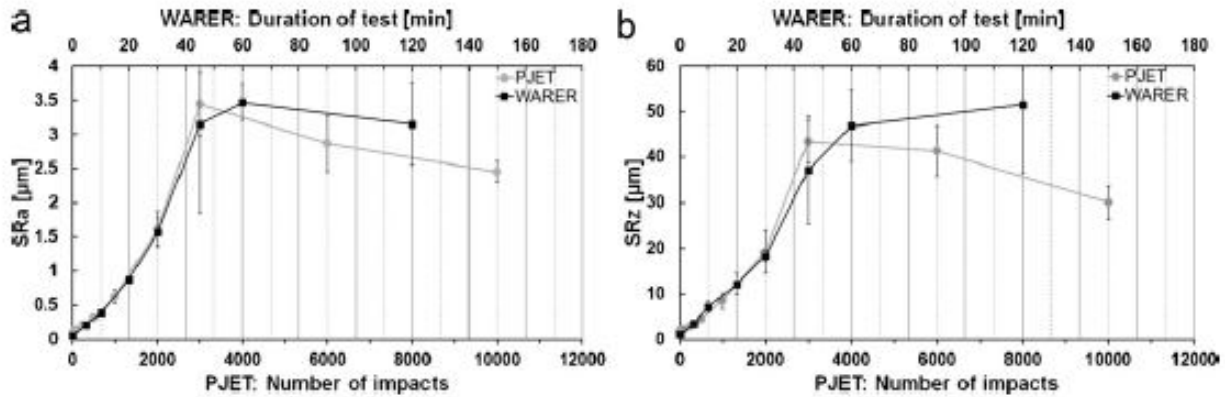 a
WARER: Duration of test [min]
0 20 40 60 80 100 120 140 160 180
4
3.5
3
2.5
2
1.5
1
0.5
0
SRa [µm]
PJET
WARER
0 2000 4000 6000 8000 10000 12000
PJET: Number of impacts
b
WARER: Duration of test [min]
0 20 40 60 80 100 120 140 160 180
60
50
40
30
20
10
0
SRz [µm]
PJET
WARER
0 2000 4000 6000 8000 10000 12000
PJET: Number of impacts